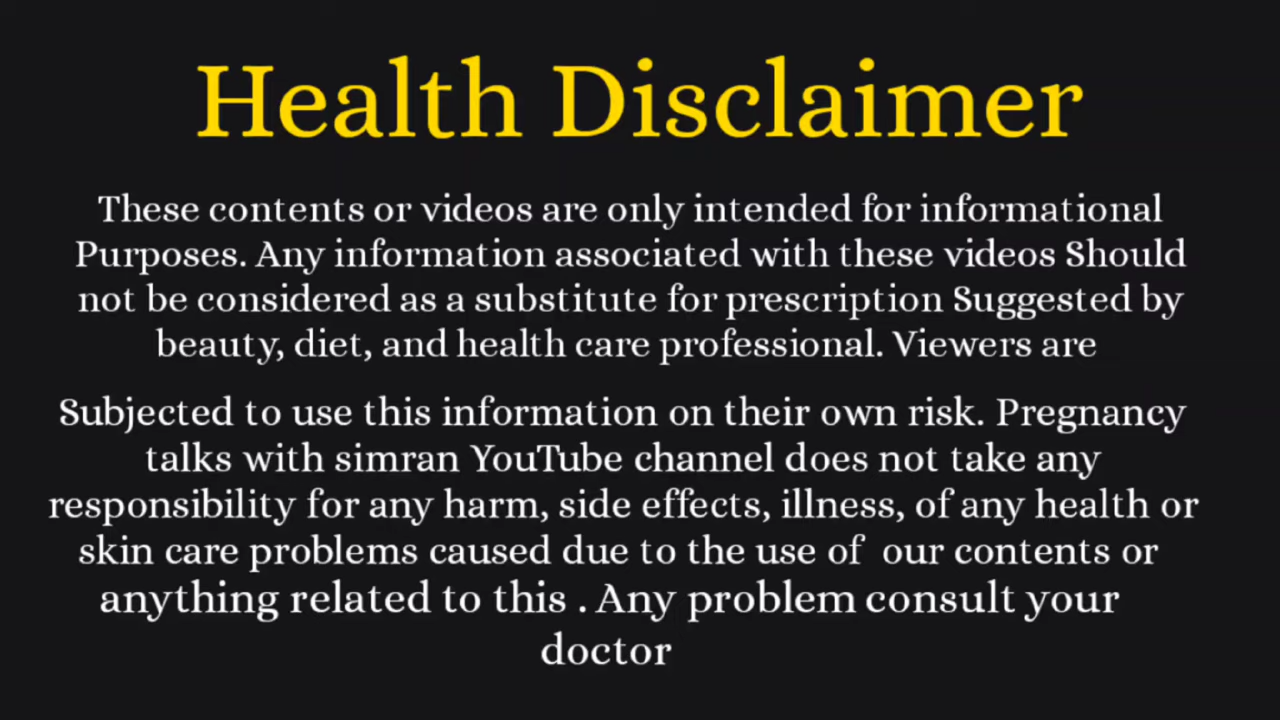 Health Disclaimer
These contents or videos are only intended for informational
Purposes. Any information associated with these videos Should
not be considered as a substitute for prescription Suggested by
beauty, diet, and health care professional. Viewers are
Subjected to use this information on their own risk. Pregnancy
talks with simran YouTube channel does not take any
responsibility for any harm, side effects, illness, of any health or
skin care problems caused due to the use of  our contents or
anything related to this . Any problem consult your
doctor